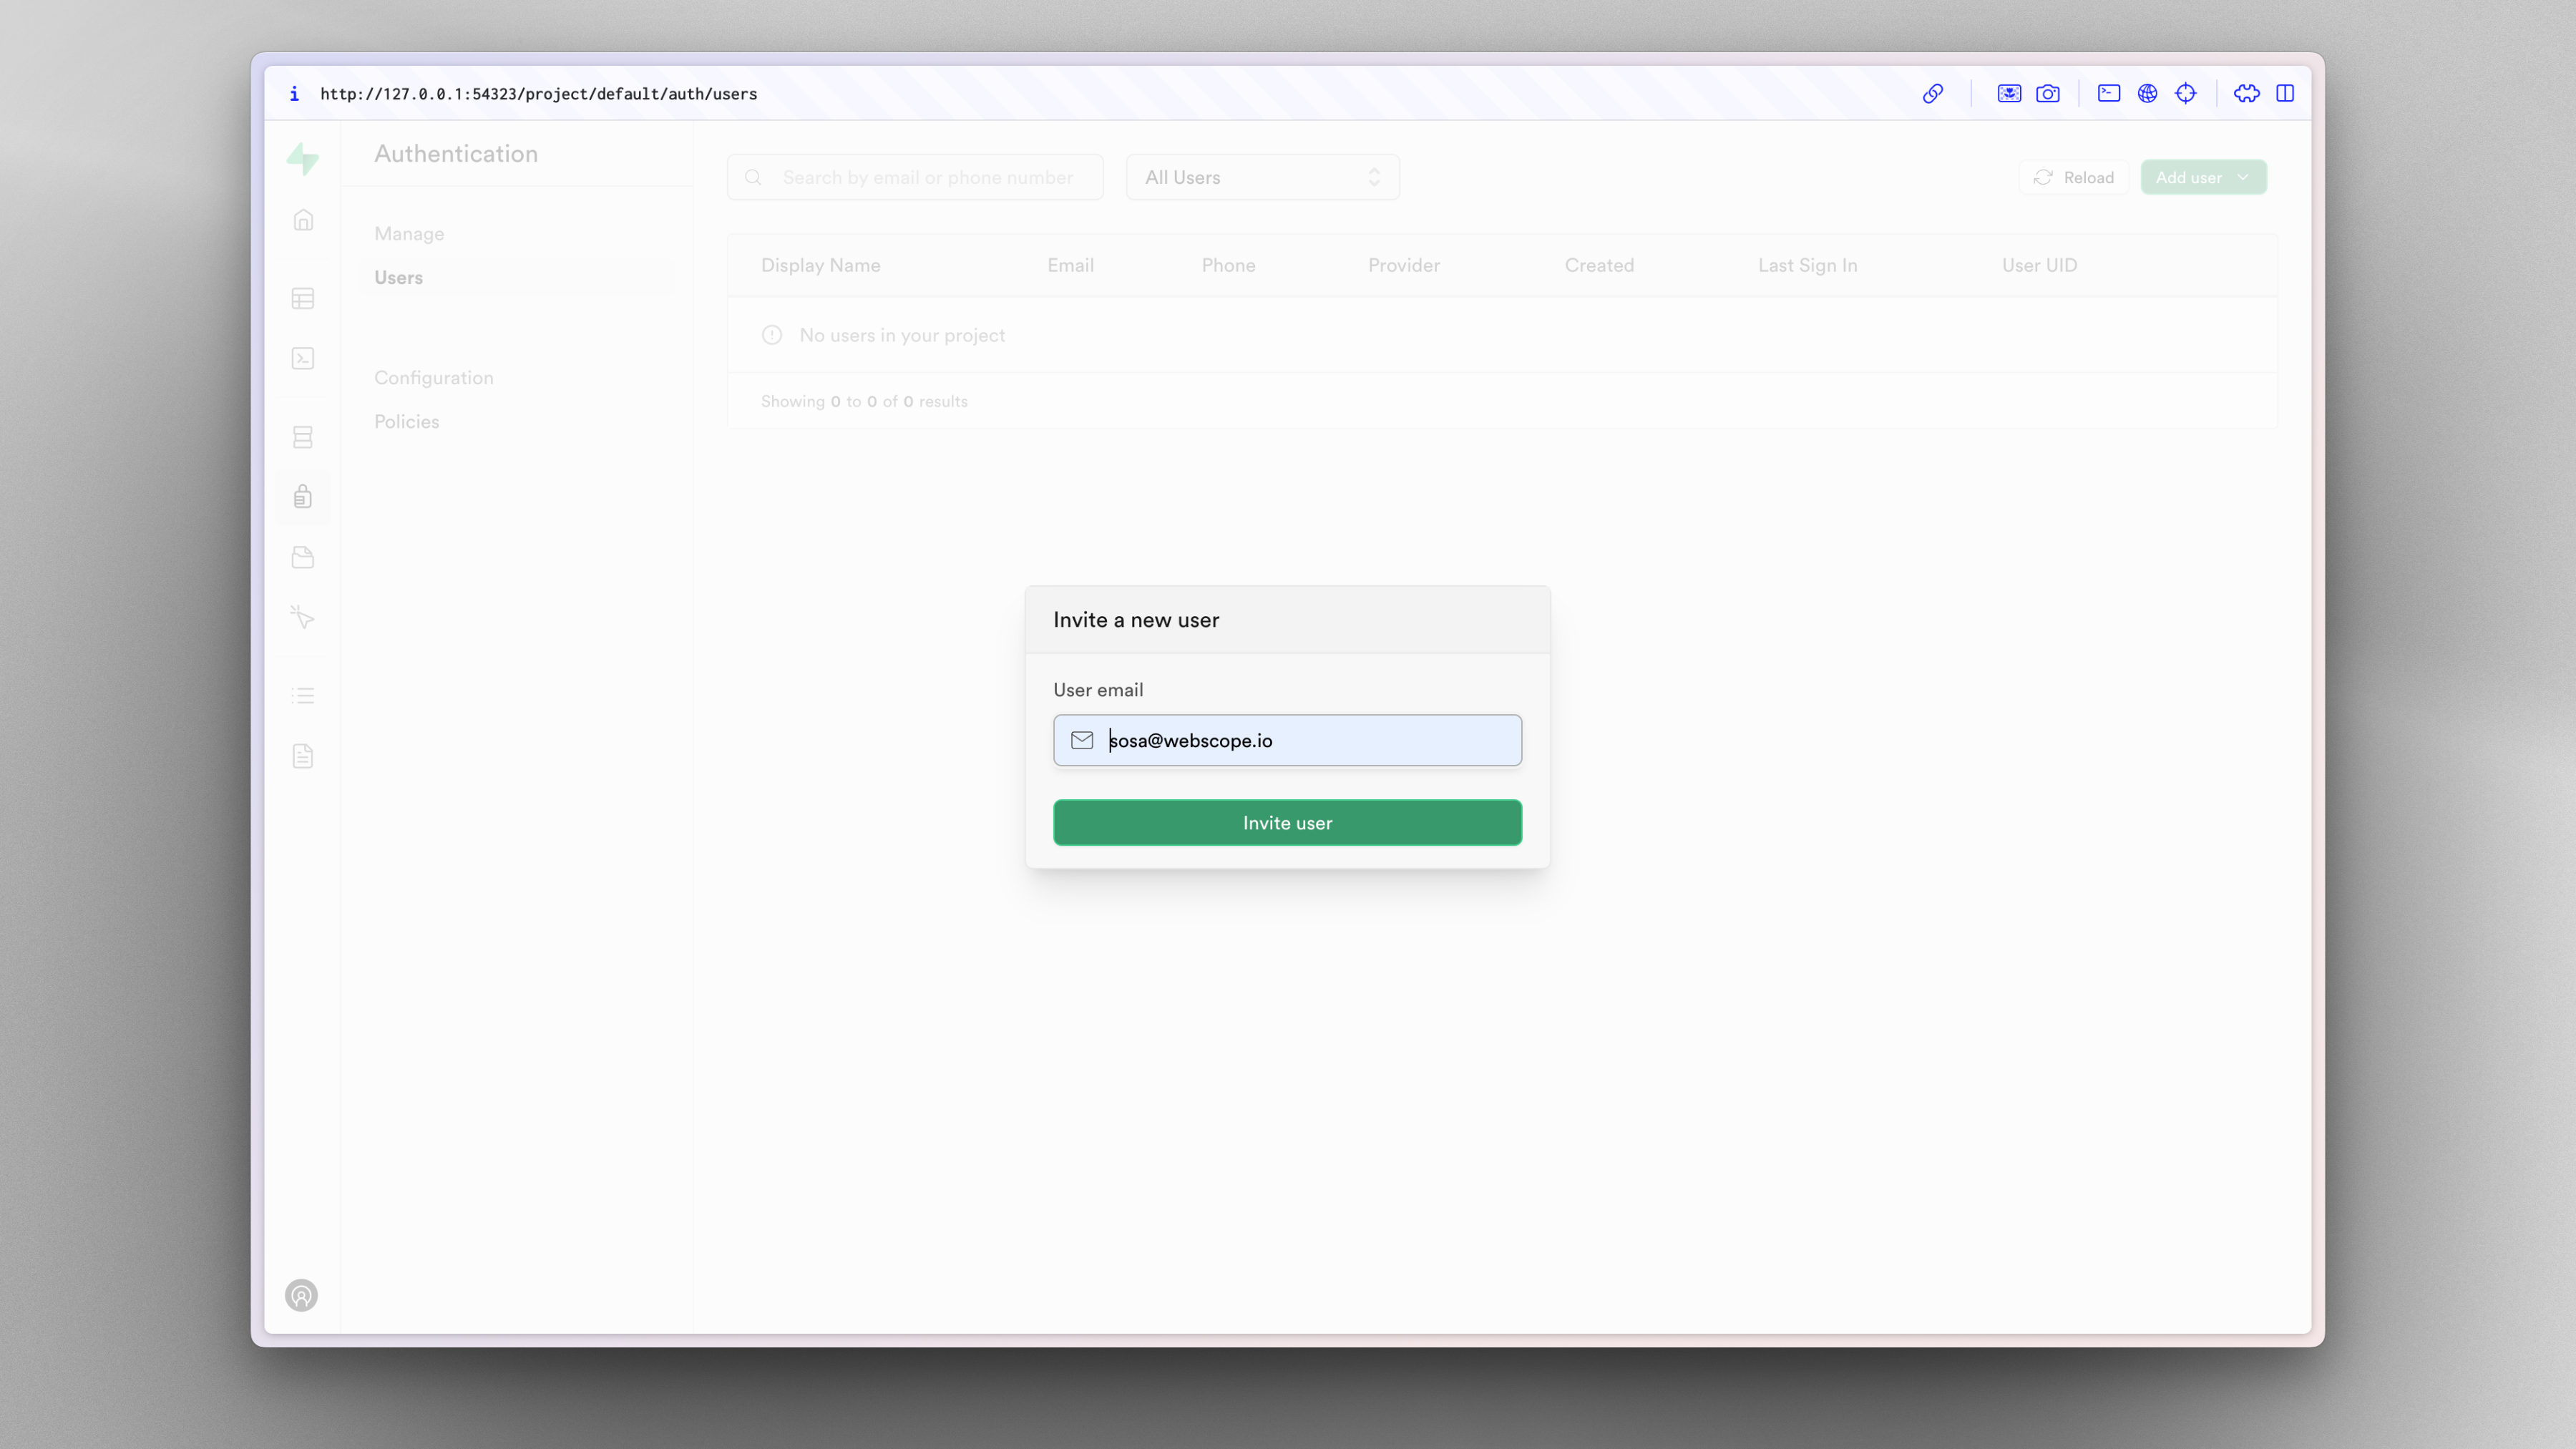 http://127.0.0.1:54323/project/default/auth/users
Authentication
Manage
Users
Configuration
Policies
Search by email or phone number
All Users
Reload
Add user
Display Name Email Phone Provider Created Last Sign In User UID
No users in your project
Showing 0 to 0 of 0 results
Invite a new user
User email
sosa@webscope.io
Invite user